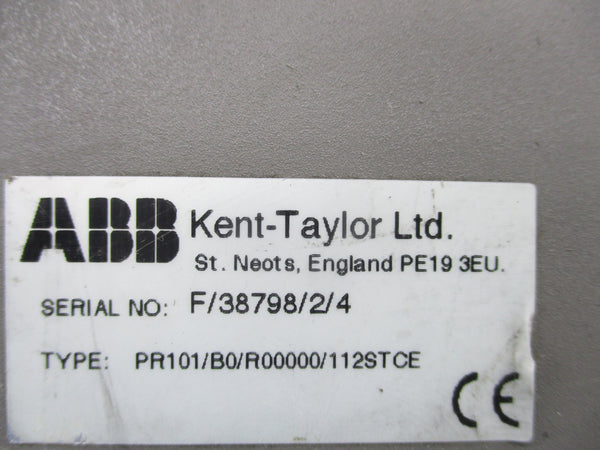 ABB Kent-Taylor Ltd.
St. Neots, England PE19 3EU.
SERIAL NO: F/38798/2/4
TYPE: PR101/B0/R00000/112STCE
CE